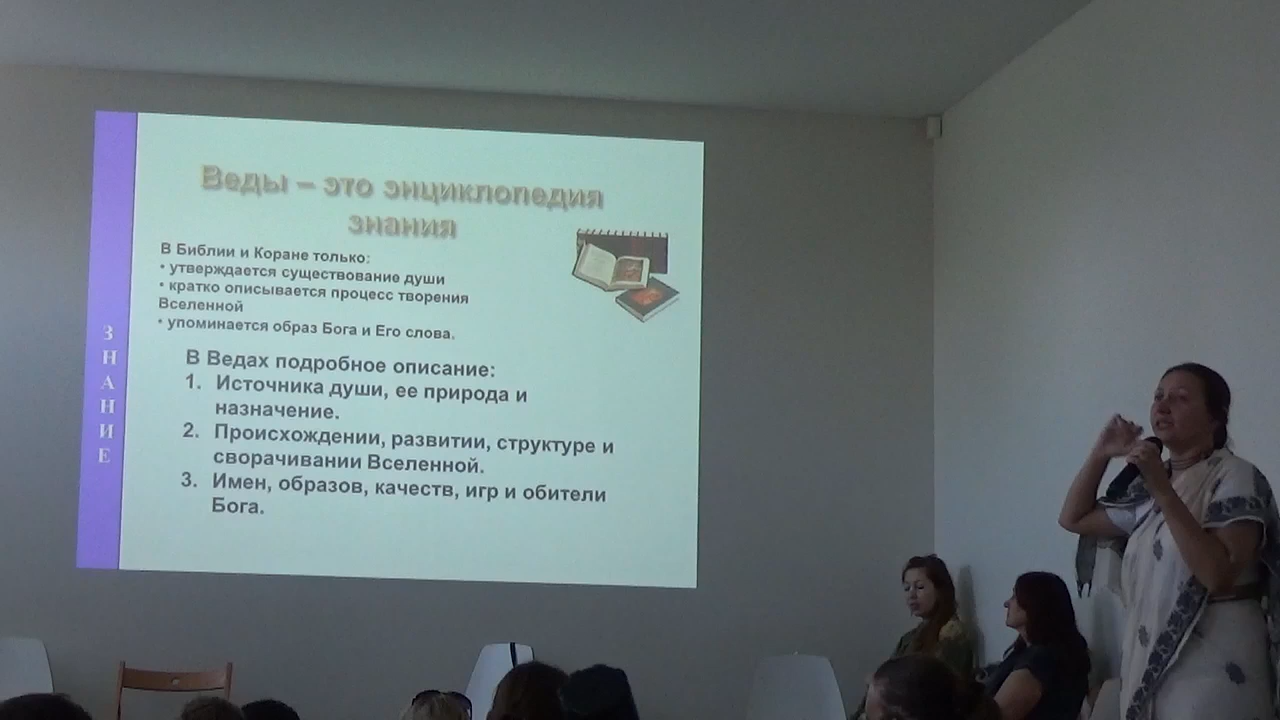 Веды – это энциклопедия
знания
В Библии и Коране только:
• утверждается существование души
• кратко описывается процесс творения
Вселенной
• упоминается образ Бога и Его слова.
В Ведах подробное описание:
1. Источника души, ее природа и
назначение.
2. Происхождении, развитии, структуре и
сворачивании Вселенной.
3. Имен, образов, качеств, игр и обители
Бога.
ЗНАНИЕ